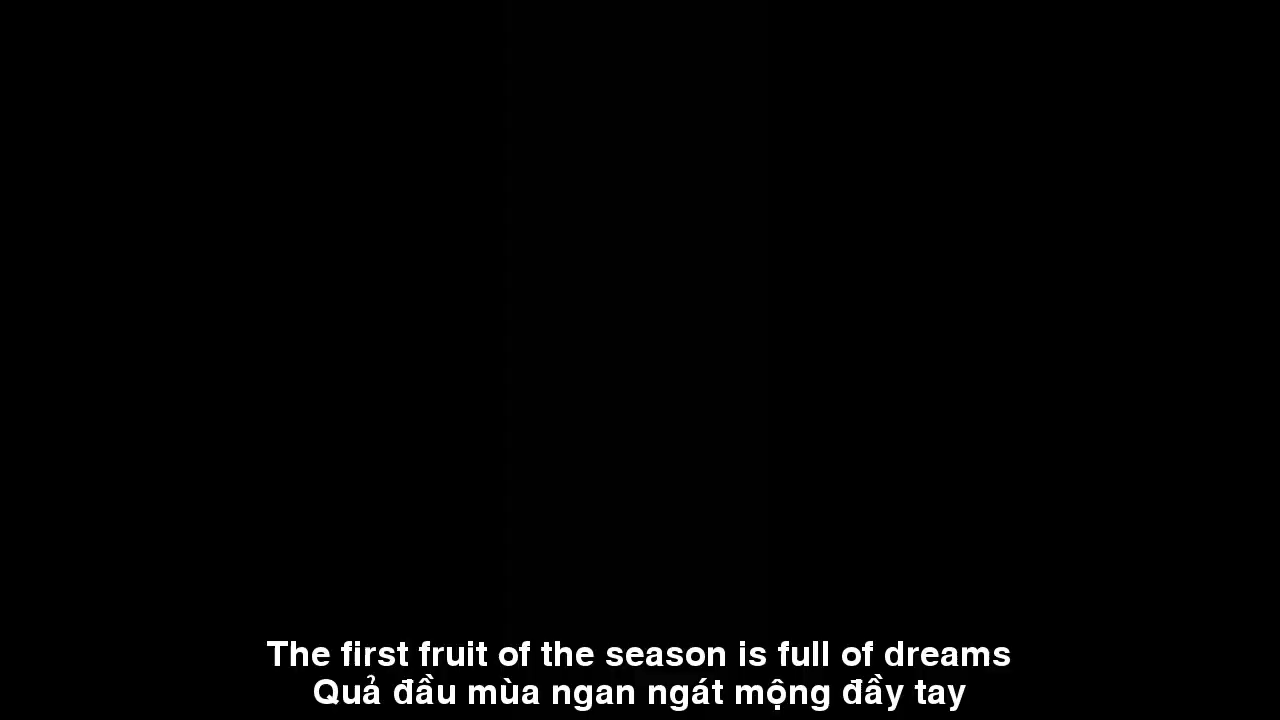 The first fruit of the season is full of dreams
Quả đầu mùa ngan ngát mộng đầy tay